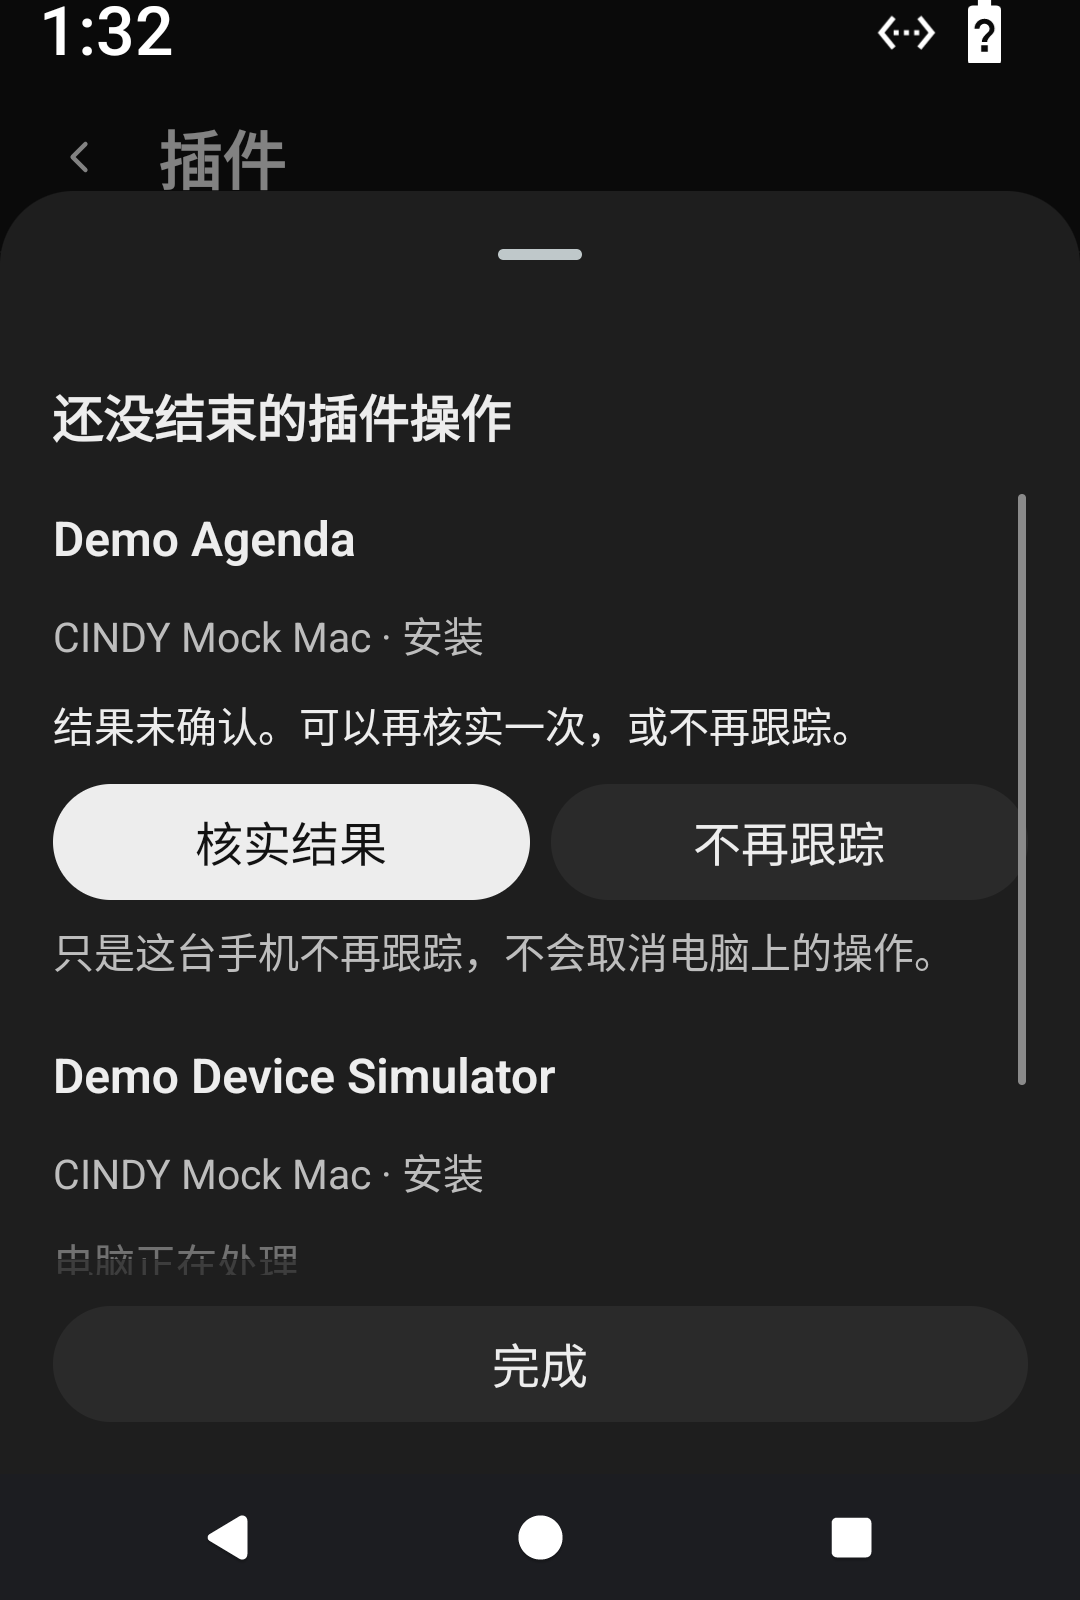 1:32
插件
还没结束的插件操作
Demo Agenda
CINDY Mock Mac · 安装
结果未确认。可以再核实一次，或不再跟踪。
核实结果
不再跟踪
只是这台手机不再跟踪，不会取消电脑上的操作。
Demo Device Simulator
CINDY Mock Mac · 安装
电脑正在处理
完成